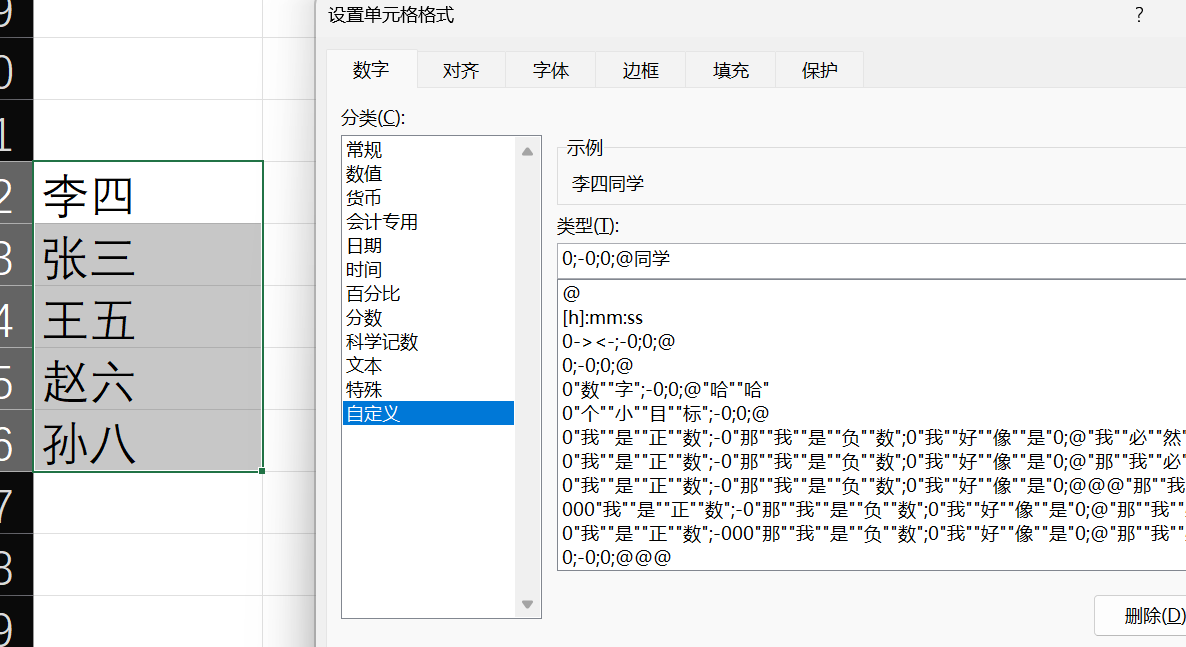 设置单元格格式
?
数字
对齐
字体
边框
填充
保护
分类(C):
常规
数值
货币
会计专用
日期
时间
百分比
分数
科学记数
文本
特殊
自定义
示例
李四同学
类型(T):
0;-0;0;@同学
@
[h]:mm:ss
0-><-;-0;0;@
0;-0;0;@
0"数""字";-0;0;@"哈""哈"
0"个""小""目""标";-0;0;@
0"我""是""正""数";-0"那""我""是""负""数";0"我""好""像""是"0;@"我""必""然"
0"我""是""正""数";-0"那""我""是""负""数";0"我""好""像""是"0;@"那""我""必"
0"我""是""正""数";-0"那""我""是""负""数";0"我""好""像""是"0;@@@"那""我
000"我""是""正""数";-0"那""我""是""负""数";0"我""好""像""是"0;@"那""我""
0"我""是""正""数";-000"那""我""是""负""数";0"我""好""像""是"0;@"那""我""
0;-0;0;@@@
删除(D)
9
0
1
2 李四
3 张三
4 王五
5 赵六
6 孙八
7
8
9